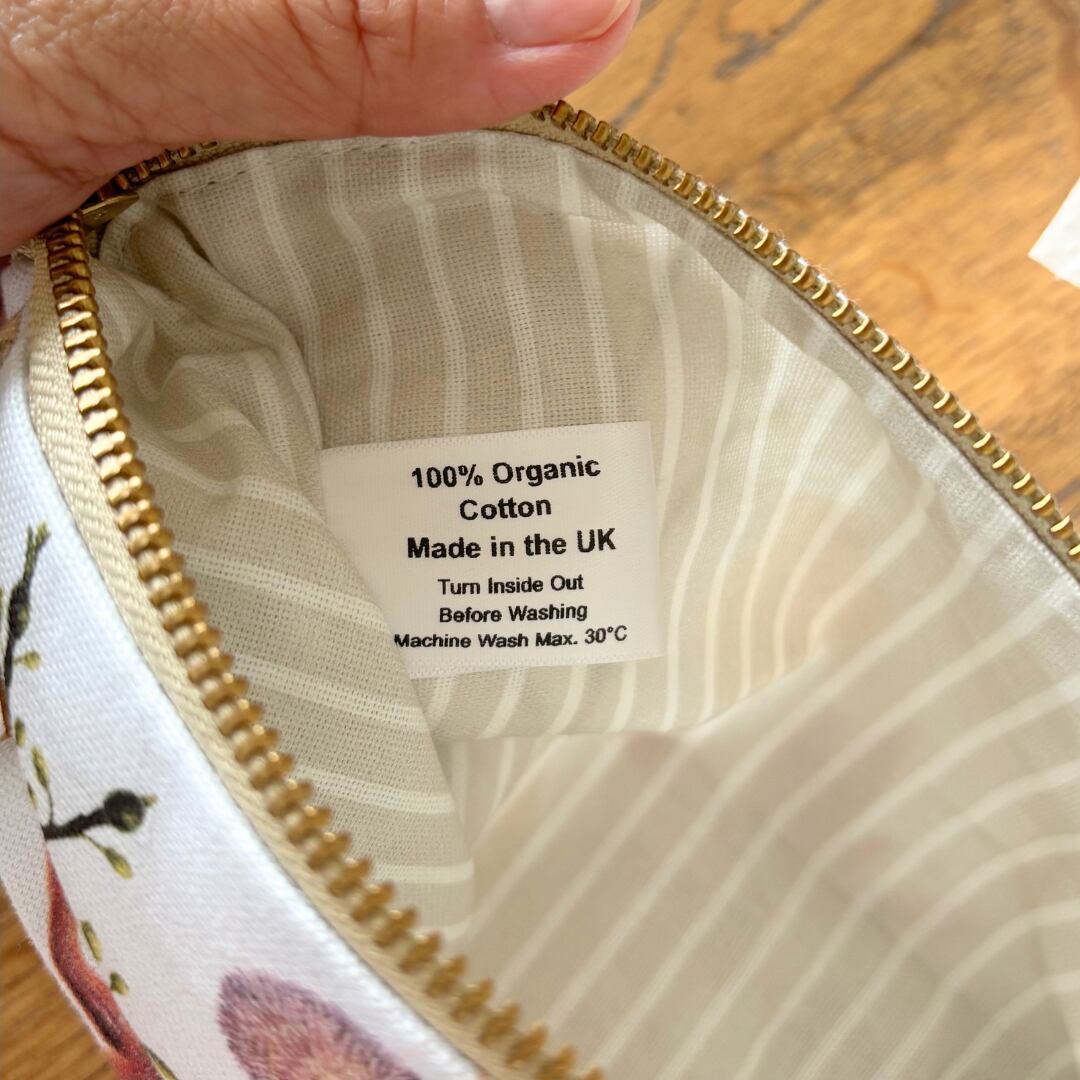 100% Organic
Cotton
Made in the UK
Turn Inside Out
Before Washing
Machine Wash Max. 30°C